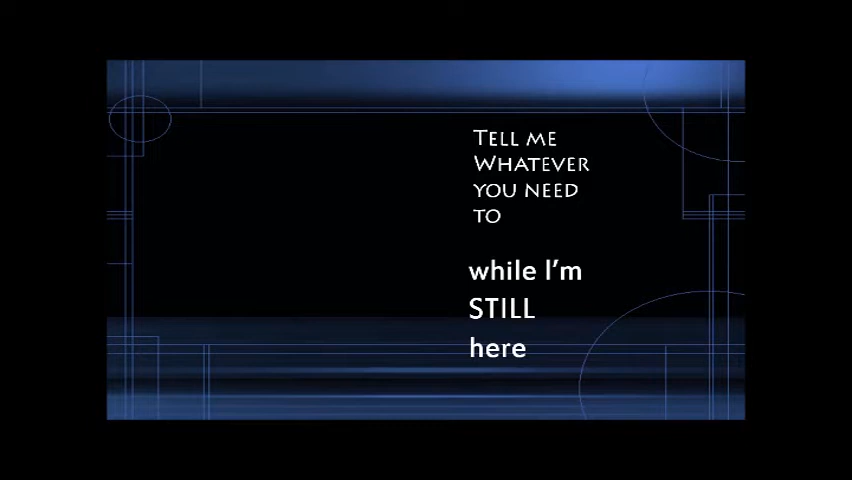 TELL ME
WHATEVER
YOU NEED
TO
while I'm
STILL
here